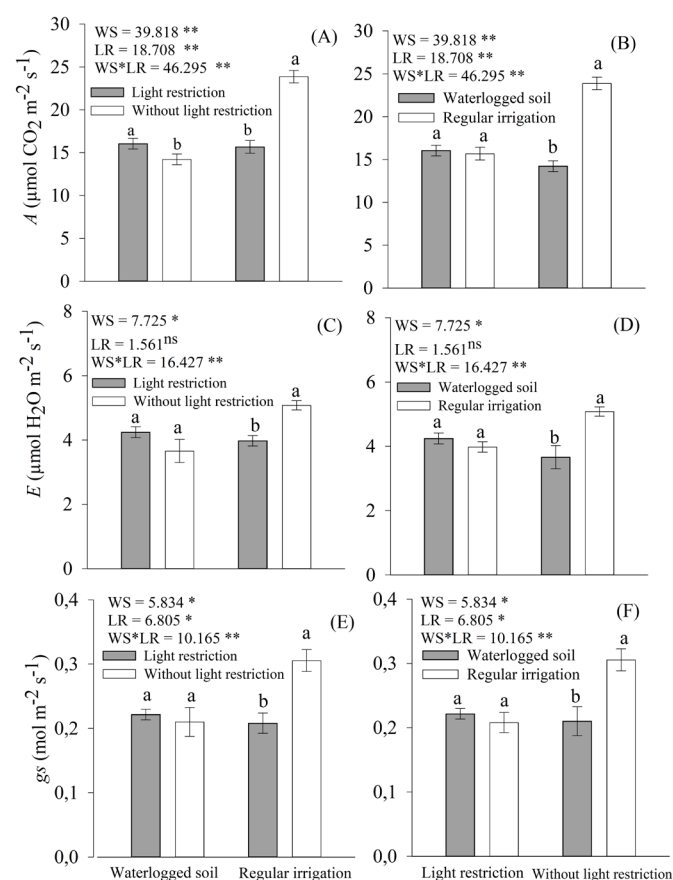 30
25
20
15
10
5
0
A (µmol CO2 m-2 s-1)
WS = 39.818 **
LR = 18.708 **
WS*LR = 46.295 **
(A)
Light restriction
Without light restriction
a
b
b
a
30
25
20
15
10
5
0
WS = 39.818 **
LR = 18.708 **
WS*LR = 46.295 **
(B)
Waterlogged soil
Regular irrigation
a
a
b
a
8
6
4
2
0
E (µmol H2O m-2 s-1)
WS = 7.725 *
LR = 1.561ns
WS*LR = 16.427 **
(C)
Light restriction
Without light restriction
a
a
b
a
8
6
4
2
0
WS = 7.725 *
LR = 1.561ns
WS*LR = 16.427 **
(D)
Waterlogged soil
Regular irrigation
a
a
b
a
0,4
0,3
0,2
0,1
0,0
gs (mol m-2 s-1)
WS = 5.834 *
LR = 6.805 *
WS*LR = 10.165 **
(E)
Light restriction
Without light restriction
a
a
b
a
Waterlogged soil
Regular irrigation
0,4
0,3
0,2
0,1
0,0
WS = 5.834 *
LR = 6.805 *
WS*LR = 10.165 **
(F)
Waterlogged soil
Regular irrigation
a
a
b
a
Light restriction
Without light restriction